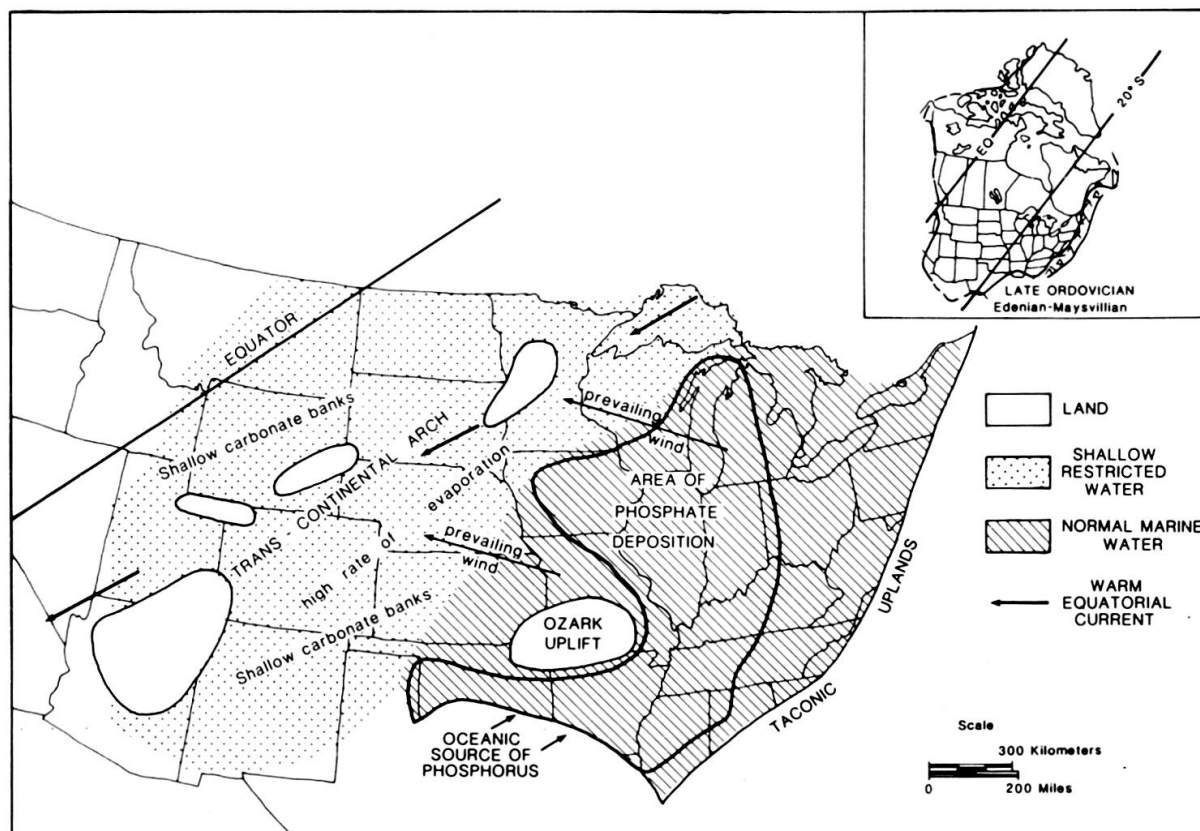 EQ
20° S
LATE ORDOVICIAN
Edenian-Maysvillian
EQUATOR
Shallow carbonate banks
TRANS CONTINENTAL ARCH
prevailing
wind
evaporation
AREA OF
PHOSPHATE
DEPOSITION
prevailing
wind
high rate of
Shallow carbonate banks
OZARK
UPLIFT
OCEANIC
SOURCE OF
PHOSPHORUS
TACONIC UPLANDS
LAND
SHALLOW
RESTRICTED
WATER
NORMAL MARINE
WATER
WARM
EQUATORIAL
CURRENT
Scale
300 Kilometers
0
200 Miles